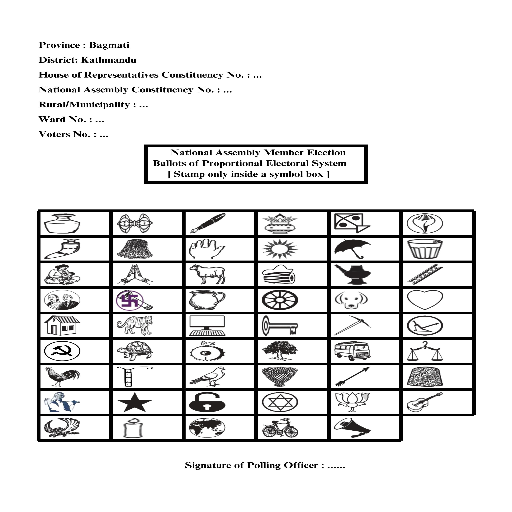 Province : Bagmati
District: Kathmandu
House of Representatives Constituency No. : ...
National Assembly Constituency No. : ...
Rural/Municipality : ...
Ward No. : ...
Voters No. : ...
National Assembly Member Election
Ballots of Proportional Electoral System
[ Stamp only inside a symbol box ]
Signature of Polling Officer : ......